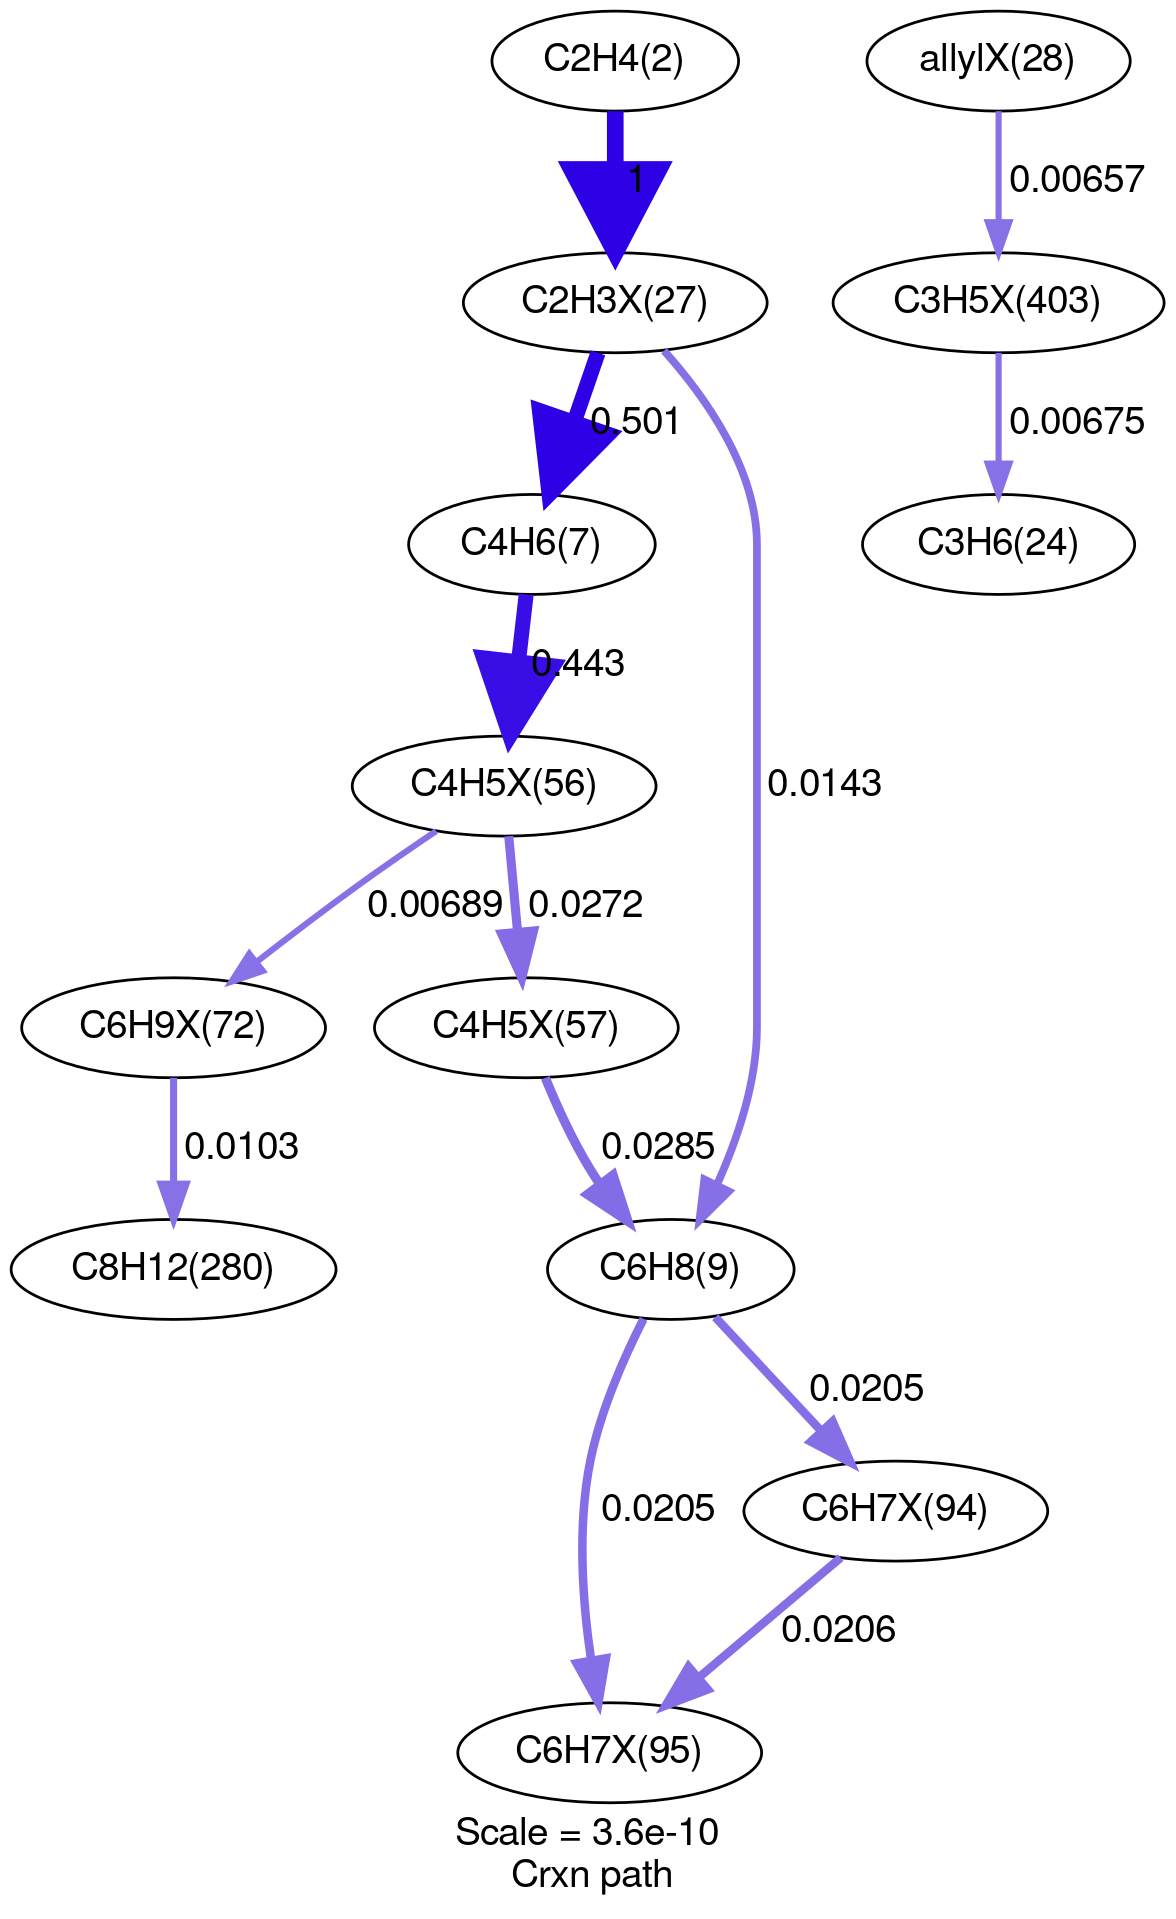 C2H4(2)
allylX(28)
1
0.00657
C2H3X(27)
C3H5X(403)
0.501
0.00675
C4H6(7)
C3H6(24)
0.443
C4H5X(56)
0.0143
0.00689
0.0272
C6H9X(72)
C4H5X(57)
0.0103
0.0285
C8H12(280)
C6H8(9)
0.0205
0.0205
C6H7X(94)
0.0206
C6H7X(95)
Scale = 3.6e-10
Crxn path